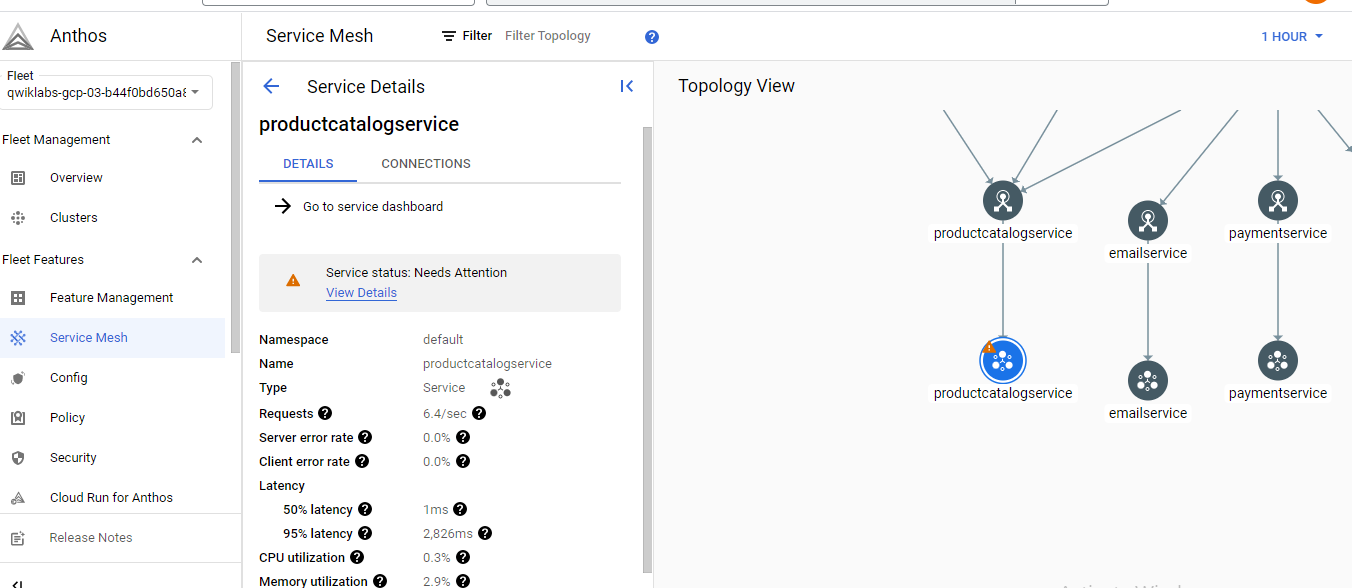 Anthos
Service Mesh
Filter
Filter Topology
1 HOUR
Fleet
qwiklabs-gcp-03-b44f0bd650a8
Fleet Management
Overview
Clusters
Fleet Features
Feature Management
Service Mesh
Config
Policy
Security
Cloud Run for Anthos
Release Notes
Service Details
productcatalogservice
DETAILS
CONNECTIONS
Go to service dashboard
Service status: Needs Attention
View Details
Namespace default
Name productcatalogservice
Type Service
Requests 6.4/sec
Server error rate 0.0%
Client error rate 0.0%
Latency
50% latency 1ms
95% latency 2,826ms
CPU utilization 0.3%
Memory utilization 2.9%
Topology View
productcatalogservice
emailservice
paymentservice
productcatalogservice
emailservice
paymentservice